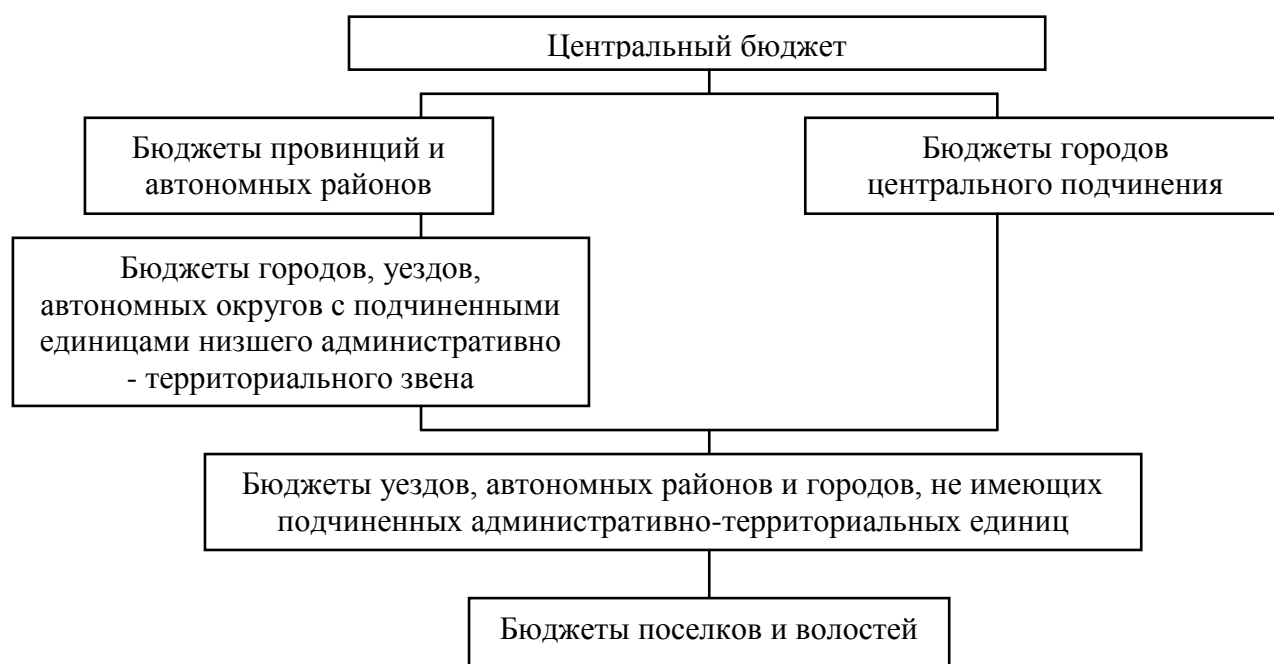 Центральный бюджет
Бюджеты провинций и
автономных районов
Бюджеты городов
центрального подчинения
Бюджеты городов, уездов,
автономных округов с подчиненными
единицами низшего административно
- территориального звена
Бюджеты уездов, автономных районов и городов, не имеющих
подчиненных административно-территориальных единиц
Бюджеты поселков и волостей